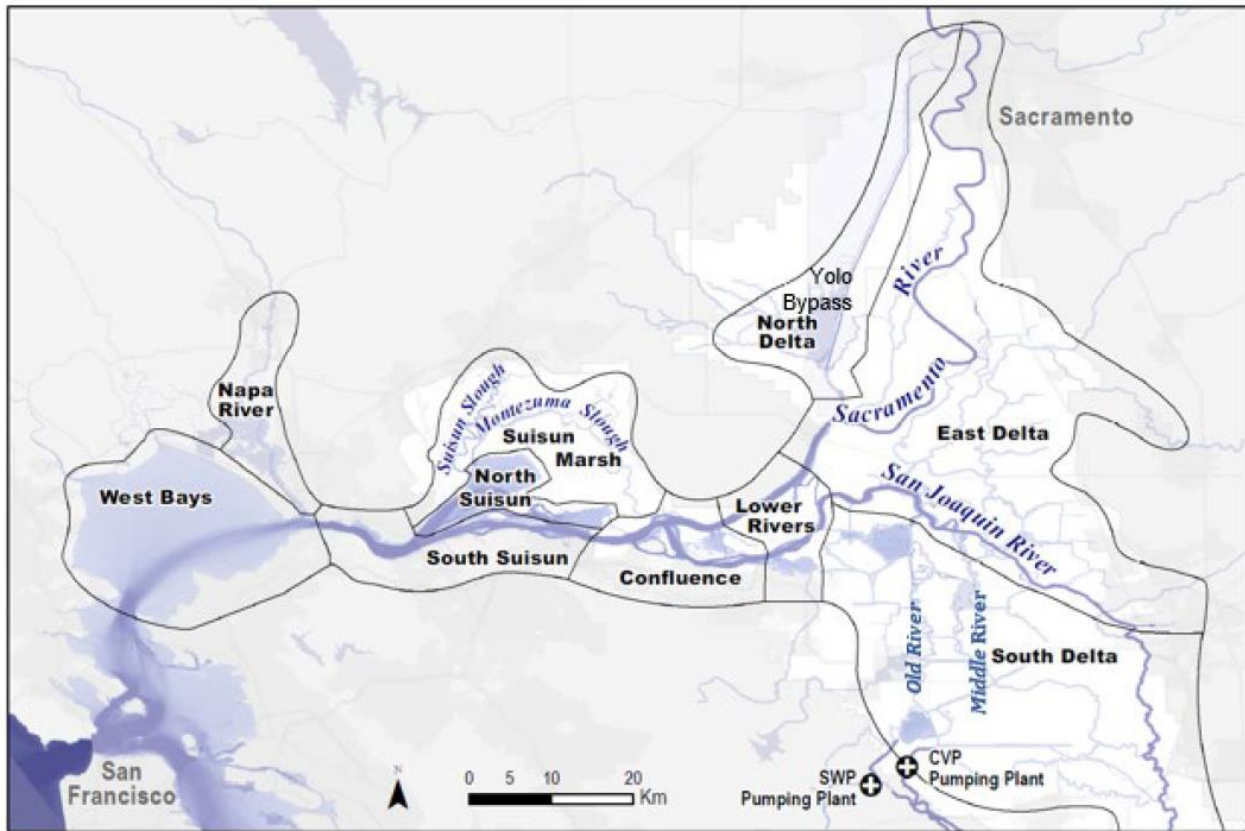 Sacramento
Yolo
Bypass
North
Delta
River
Sacramento
East Delta
San Joaquin River
Napa
River
Suisun Slough
Montezuma Slough
Suisun
Marsh
North
Suisun
West Bays
South Suisun
Confluence
Lower
Rivers
Old River
Middle River
South Delta
CVP
Pumping Plant
SWP
Pumping Plant
San
Francisco
N
0 5 10 20
Km